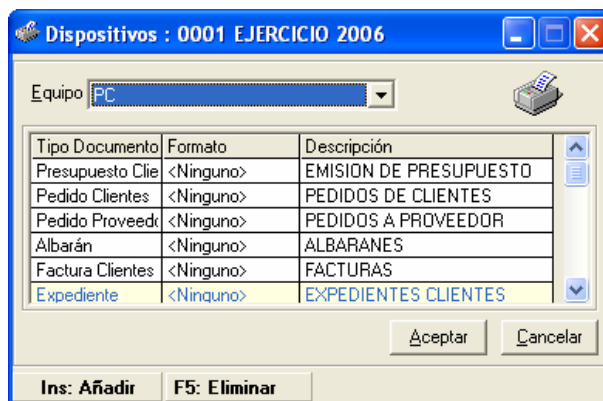 Dispositivos : 0001 EJERCICIO 2006
Equipo PC
Tipo Documento Formato Descripción
Presupuesto Clie <Ninguno> EMISION DE PRESUPUESTO
Pedido Clientes <Ninguno> PEDIDOS DE CLIENTES
Pedido Proveedo <Ninguno> PEDIDOS A PROVEEDOR
Albarán <Ninguno> ALBARANES
Factura Clientes <Ninguno> FACTURAS
Expediente <Ninguno> EXPEDIENTES CLIENTES
Aceptar Cancelar
Ins: Añadir F5: Eliminar